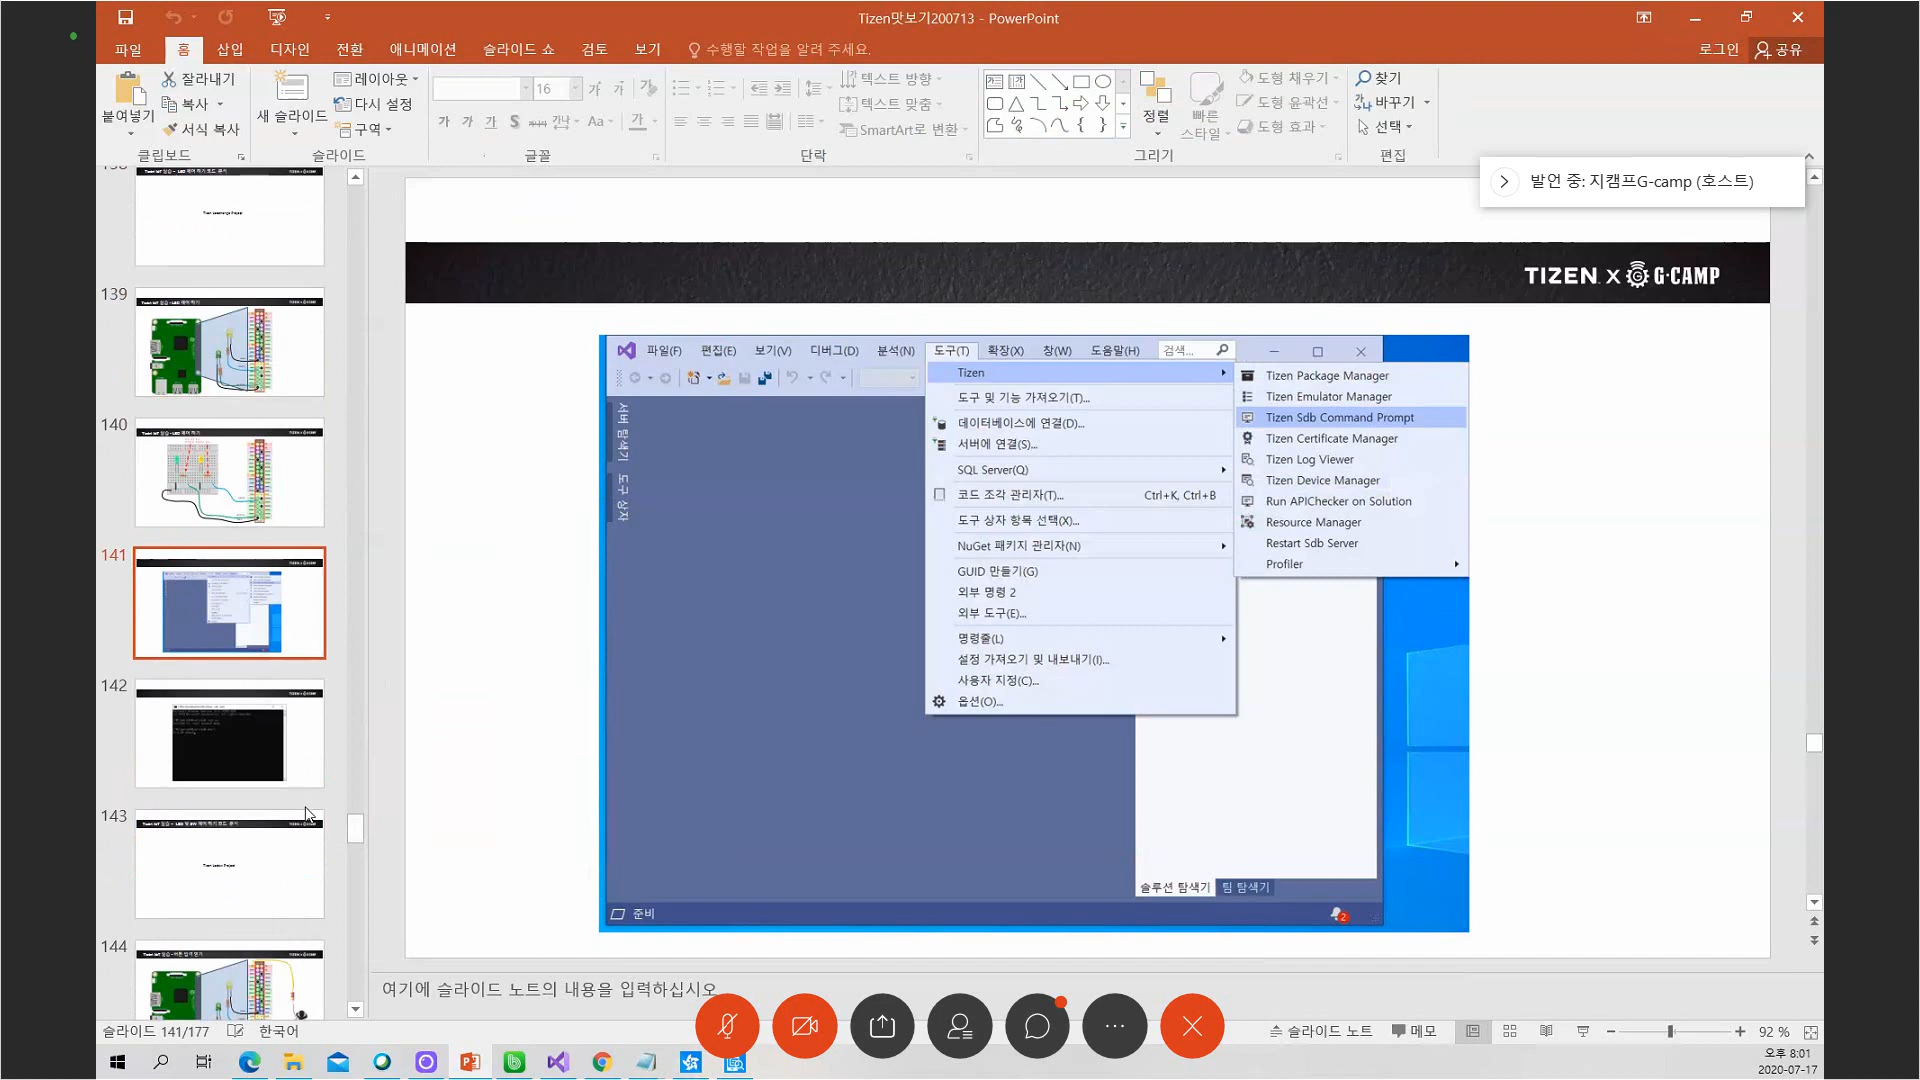 Tizen맛보기200713 - PowerPoint
파일 홈 삽입 디자인 전환 애니메이션 슬라이드 쇼 검토 보기 수행할 작업을 알려 주세요. 로그인 공유
붙여넣기
잘라내기
복사
서식 복사
클립보드
새 슬라이드
레이아웃
다시 설정
구역
슬라이드
16
가 가 가 S abc 간 Aa 가
글꼴
텍스트 방향
텍스트 맞춤
SmartArt로 변환
단락
정렬
빠른
스타일
도형 채우기
도형 윤곽선
도형 효과
그리기
찾기
바꾸기
선택
편집
발언 중: 지캠프G-camp (호스트)
139
140
141
142
143
144
TIZEN X G·CAMP
파일(F) 편집(E) 보기(V) 디버그(D) 분석(N) 도구(T) 확장(X) 창(W) 도움말(H) 검색...
서버 탐색기
도구 상자
Tizen
도구 및 기능 가져오기(T)...
데이터베이스에 연결(D)...
서버에 연결(S)...
SQL Server(Q)
코드 조각 관리자(T)... Ctrl+K, Ctrl+B
도구 상자 항목 선택(X)...
NuGet 패키지 관리자(N)
GUID 만들기(G)
외부 명령 2
외부 도구(E)...
명령줄(L)
설정 가져오기 및 내보내기(I)...
사용자 지정(C)...
옵션(O)...
Tizen Package Manager
Tizen Emulator Manager
Tizen Sdb Command Prompt
Tizen Certificate Manager
Tizen Log Viewer
Tizen Device Manager
Run APIChecker on Solution
Resource Manager
Restart Sdb Server
Profiler
솔루션 탐색기 팀 탐색기
준비
2
여기에 슬라이드 노트의 내용을 입력하십시오
슬라이드 141/177 한국어
슬라이드 노트 메모 92 %
오후 8:01
2020-07-17